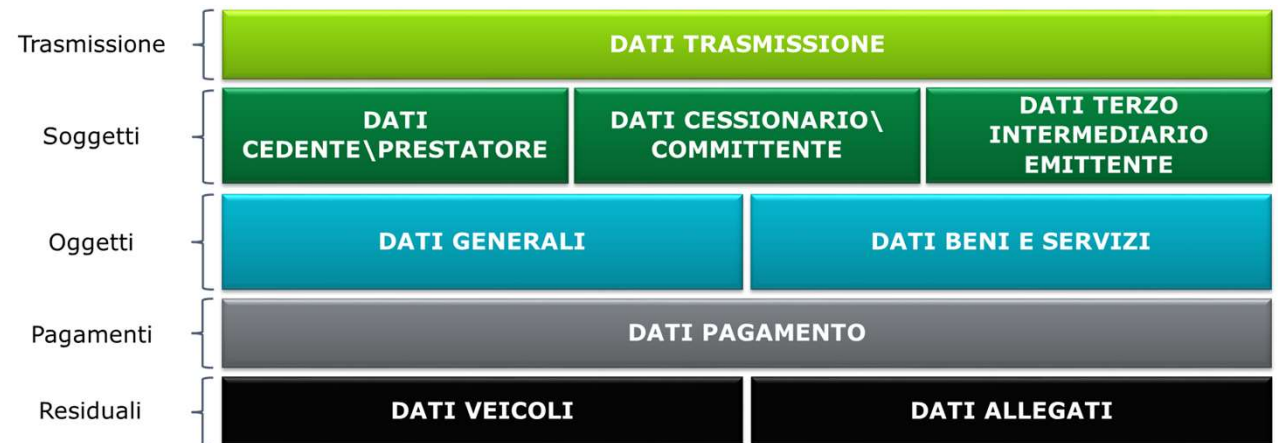 Trasmissione
DATI TRASMISSIONE
Soggetti
DATI
CEDENTE\PRESTATORE
DATI CESSIONARIO\
COMMITTENTE
DATI TERZO
INTERMEDIARIO
EMITTENTE
Oggetti
DATI GENERALI
DATI BENI E SERVIZI
Pagamenti
DATI PAGAMENTO
Residuali
DATI VEICOLI
DATI ALLEGATI